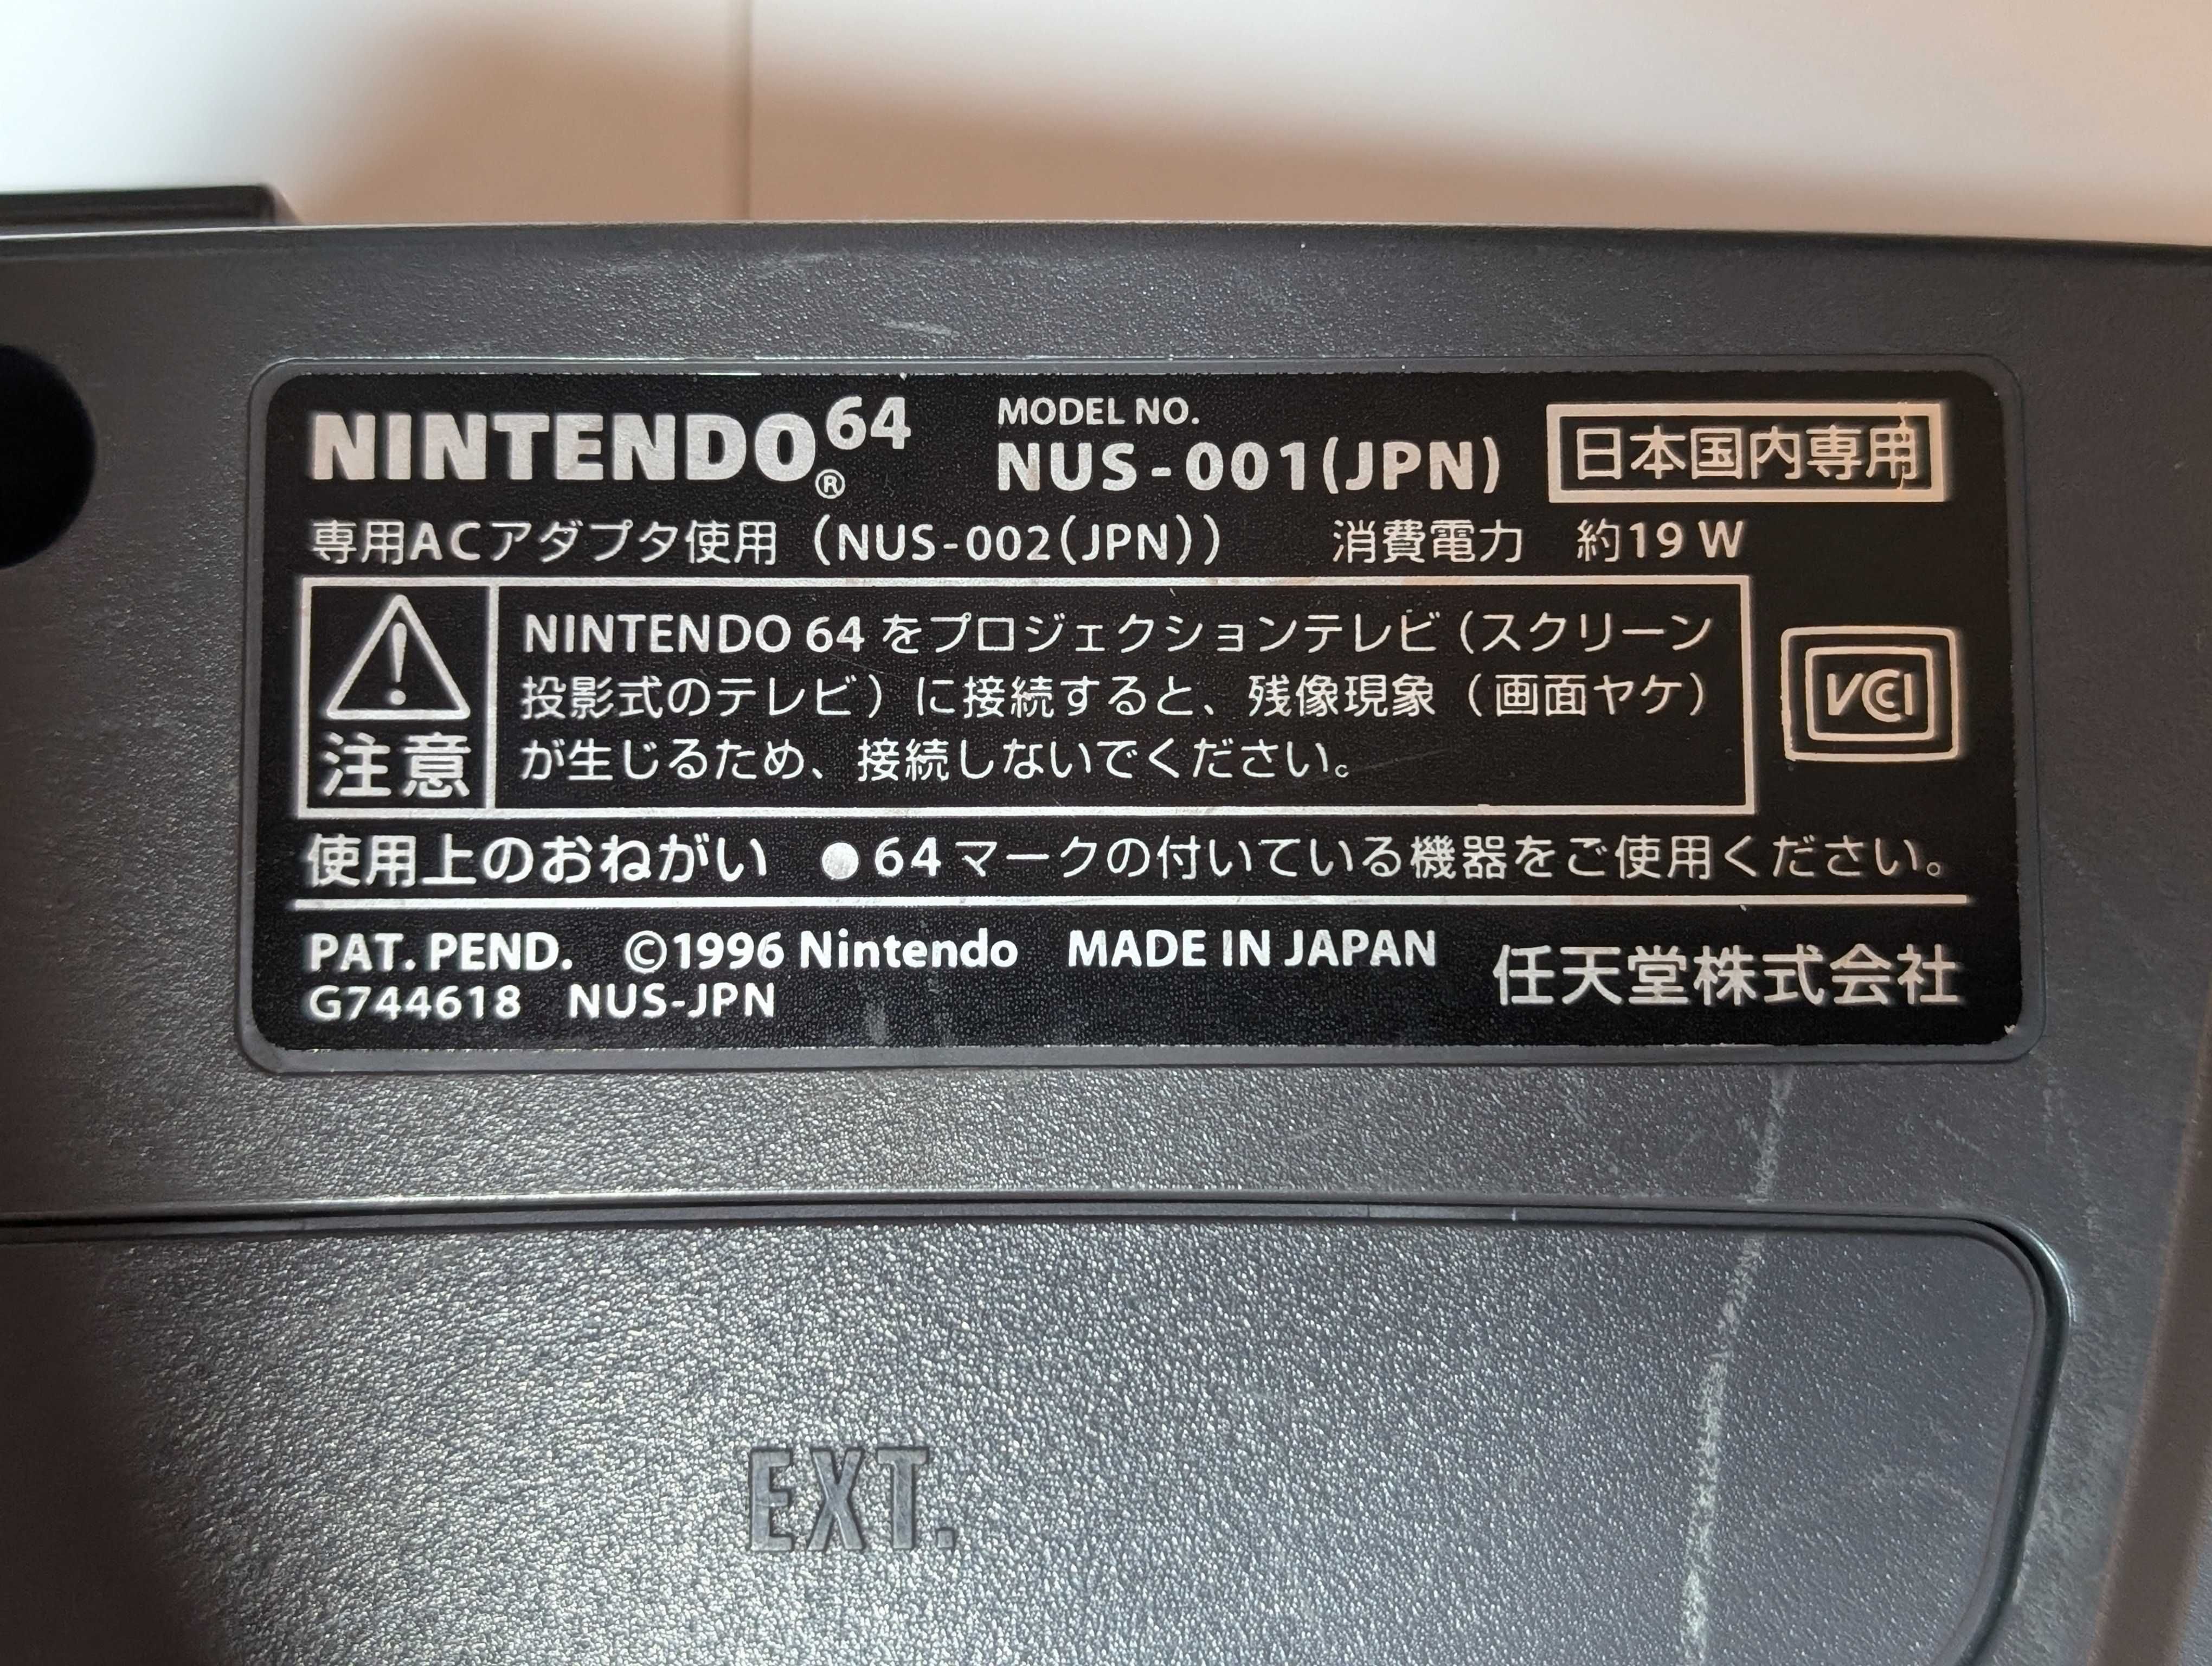 NINTENDO64® MODEL NO. NUS-001(JPN) 日本国内専用
専用ACアダプタ使用（NUS-002(JPN)） 消費電力 約19 W
注意
NINTENDO 64 をプロジェクションテレビ（スクリーン
投影式のテレビ）に接続すると、残像現象（画面ヤケ）
が生じるため、接続しないでください。
VCCI
使用上のおねがい ●64マークの付いている機器をご使用ください。
PAT. PEND. ©1996 Nintendo MADE IN JAPAN 任天堂株式会社
G744618 NUS-JPN
EXT.